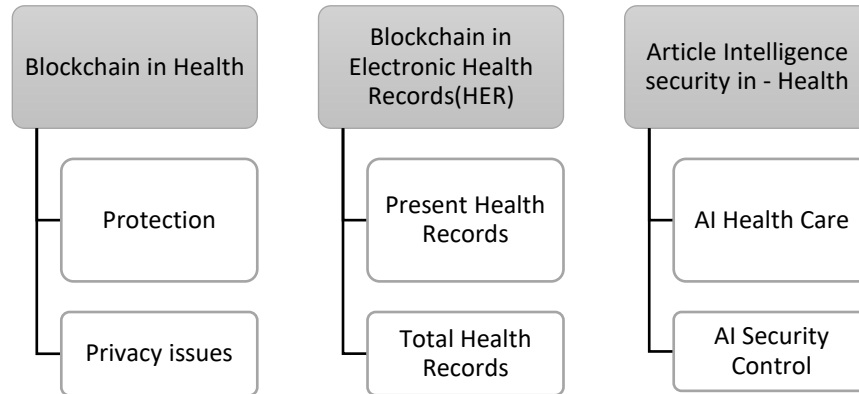 Blockchain in Health
Protection
Privacy issues
Blockchain in
Electronic Health
Records(HER)
Present Health
Records
Total Health
Records
Article Intelligence
security in - Health
AI Health Care
AI Security
Control